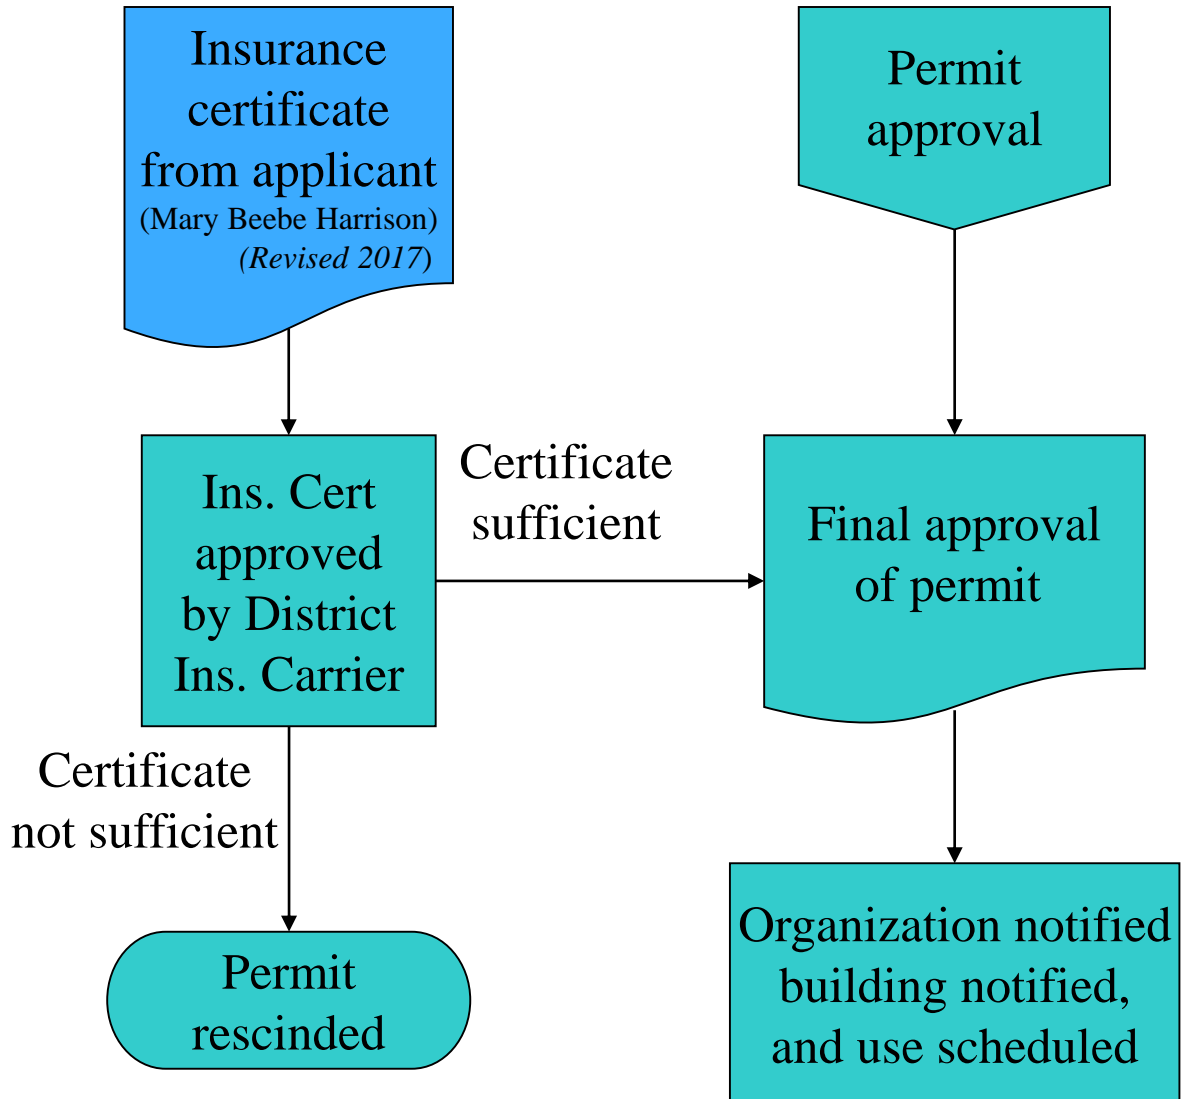 Insurance
certificate
from applicant
(Mary Beebe Harrison)
(Revised 2017)
Permit
approval
Ins. Cert
approved
by District
Ins. Carrier
Certificate
sufficient
Final approval
of permit
Certificate
not sufficient
Permit
rescinded
Organization notified
building notified,
and use scheduled